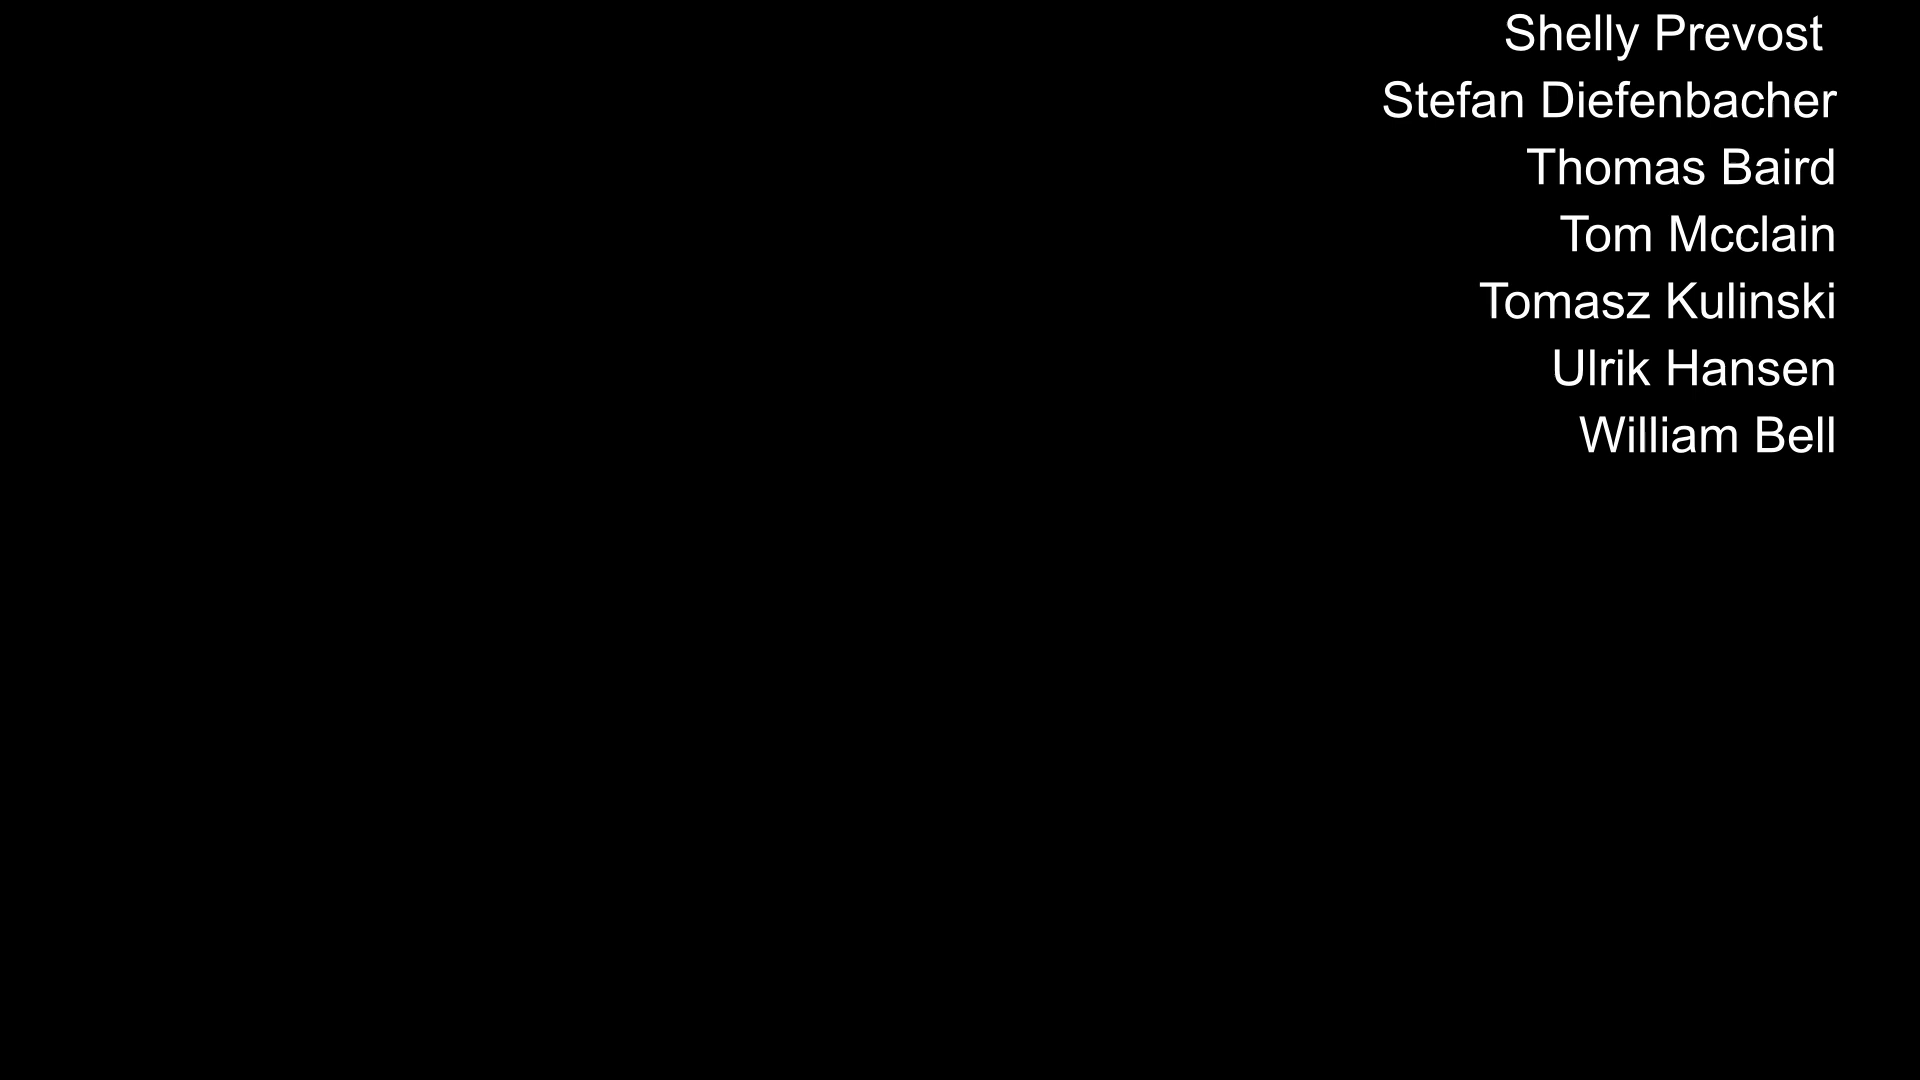 Shelly Prevost
Stefan Diefenbacher
Thomas Baird
Tom Mcclain
Tomasz Kulinski
Ulrik Hansen
William Bell